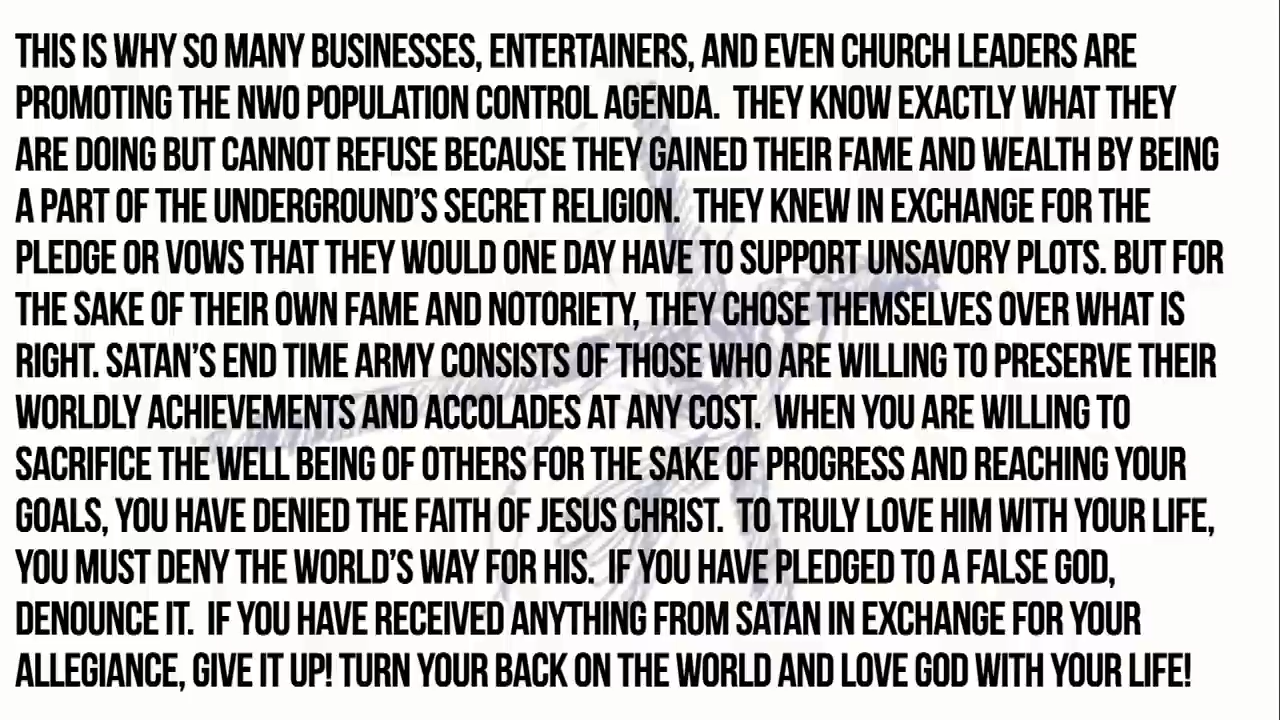 THIS IS WHY SO MANY BUSINESSES, ENTERTAINERS, AND EVEN CHURCH LEADERS ARE
PROMOTING THE NWO POPULATION CONTROL AGENDA. THEY KNOW EXACTLY WHAT THEY
ARE DOING BUT CANNOT REFUSE BECAUSE THEY GAINED THEIR FAME AND WEALTH BY BEING
A PART OF THE UNDERGROUND'S SECRET RELIGION. THEY KNEW IN EXCHANGE FOR THE
PLEDGE OR VOWS THAT THEY WOULD ONE DAY HAVE TO SUPPORT UNSAVORY PLOTS. BUT FOR
THE SAKE OF THEIR OWN FAME AND NOTORIETY, THEY CHOSE THEMSELVES OVER WHAT IS
RIGHT. SATAN'S END TIME ARMY CONSISTS OF THOSE WHO ARE WILLING TO PRESERVE THEIR
WORLDLY ACHIEVEMENTS AND ACCOLADES AT ANY COST. WHEN YOU ARE WILLING TO
SACRIFICE THE WELL BEING OF OTHERS FOR THE SAKE OF PROGRESS AND REACHING YOUR
GOALS, YOU HAVE DENIED THE FAITH OF JESUS CHRIST. TO TRULY LOVE HIM WITH YOUR LIFE,
YOU MUST DENY THE WORLD'S WAY FOR HIS. IF YOU HAVE PLEDGED TO A FALSE GOD,
DENOUNCE IT. IF YOU HAVE RECEIVED ANYTHING FROM SATAN IN EXCHANGE FOR YOUR
ALLEGIANCE, GIVE IT UP! TURN YOUR BACK ON THE WORLD AND LOVE GOD WITH YOUR LIFE!